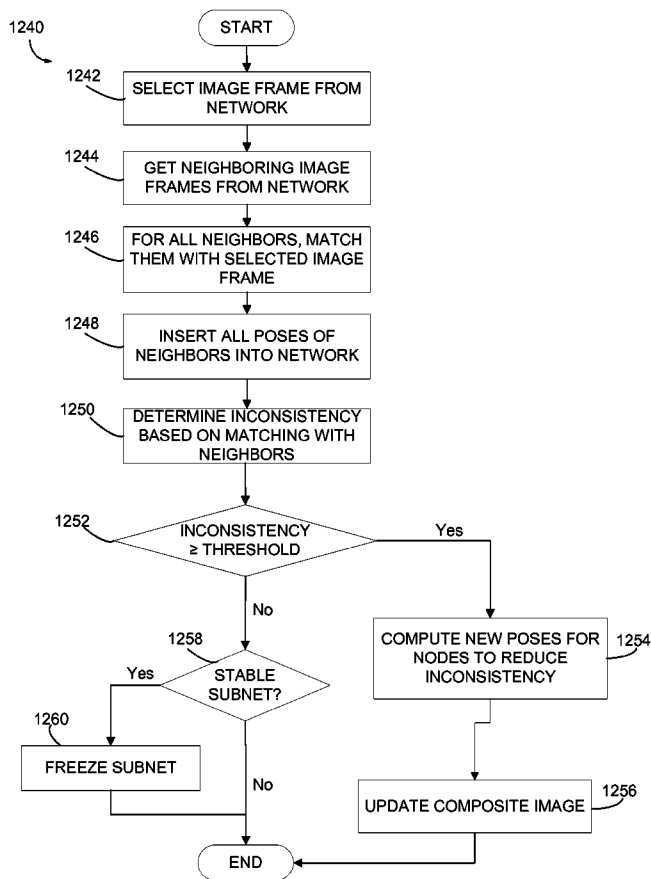 1240
START
1242
SELECT IMAGE FRAME FROM
NETWORK
1244
GET NEIGHBORING IMAGE
FRAMES FROM NETWORK
1246
FOR ALL NEIGHBORS, MATCH
THEM WITH SELECTED IMAGE
FRAME
1248
INSERT ALL POSES OF
NEIGHBORS INTO NETWORK
1250
DETERMINE INCONSISTENCY
BASED ON MATCHING WITH
NEIGHBORS
1252
INCONSISTENCY
≥ THRESHOLD
Yes
No
1254
COMPUTE NEW POSES FOR
NODES TO REDUCE
INCONSISTENCY
1258
STABLE
SUBNET?
Yes
1260
FREEZE SUBNET
No
1256
UPDATE COMPOSITE IMAGE
END